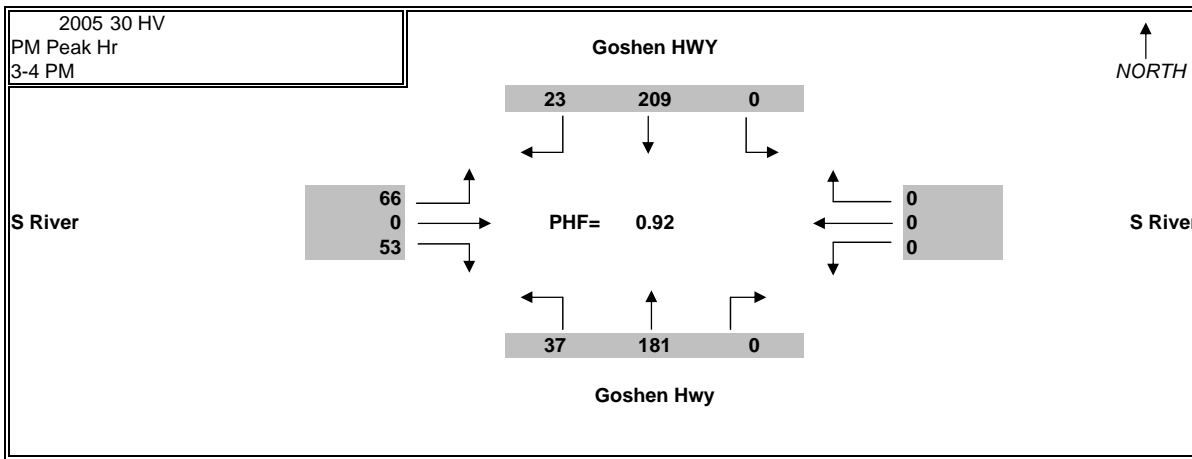 2005 30 HV
PM Peak Hr
3-4 PM
Goshen HWY
NORTH
23 209 0
66
0
53
S River
PHF= 0.92
0
0
0
S River
37 181 0
Goshen Hwy